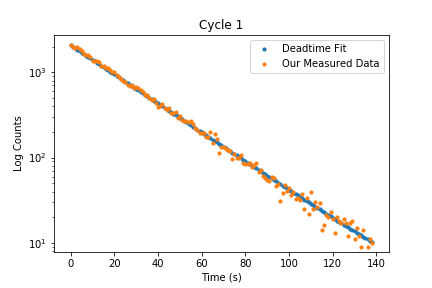 Cycle 1
Deadtime Fit
Our Measured Data
Log Counts
10³
10²
10¹
0 20 40 60 80 100 120 140
Time (s)